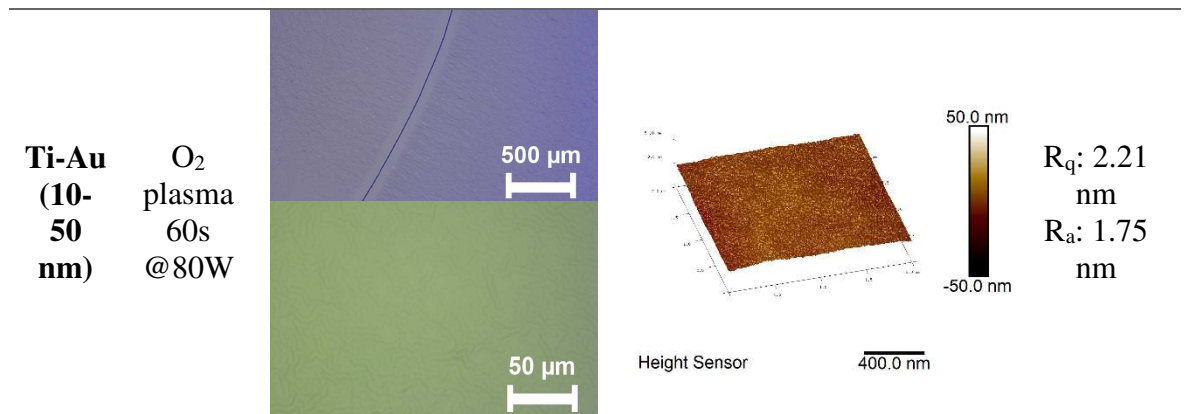 Ti-Au
(10-
50
nm)
O₂
plasma
60s
@80W
500 µm
50 µm
50.0 nm
-50.0 nm
Height Sensor
400.0 nm
Rq: 2.21
nm
Ra: 1.75
nm